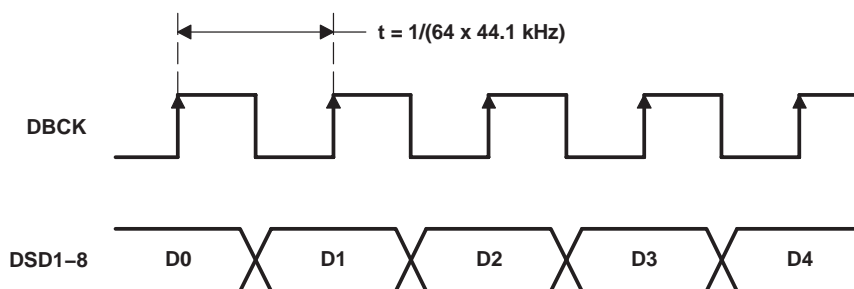 t = 1/(64 x 44.1 kHz)
DBCK
DSD1−8 D0 D1 D2 D3 D4